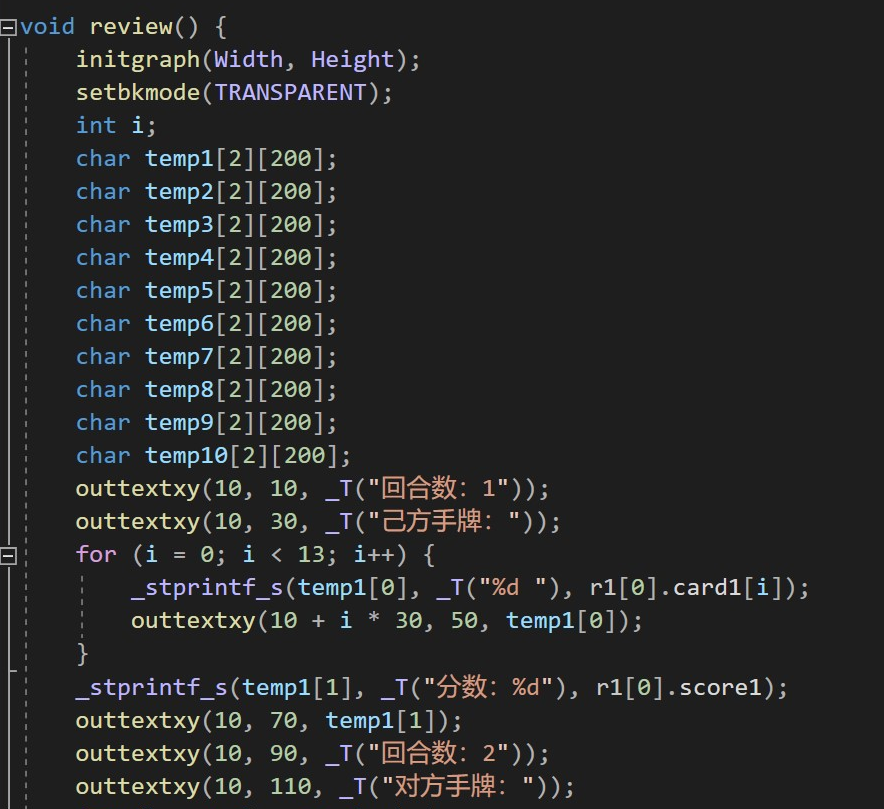 void review() {
    initgraph(Width, Height);
    setbkmode(TRANSPARENT);
    int i;
    char temp1[2][200];
    char temp2[2][200];
    char temp3[2][200];
    char temp4[2][200];
    char temp5[2][200];
    char temp6[2][200];
    char temp7[2][200];
    char temp8[2][200];
    char temp9[2][200];
    char temp10[2][200];
    outtextxy(10, 10, _T("回合数：1"));
    outtextxy(10, 30, _T("己方手牌："));
    for (i = 0; i < 13; i++) {
        _stprintf_s(temp1[0], _T("%d "), r1[0].card1[i]);
        outtextxy(10 + i * 30, 50, temp1[0]);
    }
    _stprintf_s(temp1[1], _T("分数：%d"), r1[0].score1);
    outtextxy(10, 70, temp1[1]);
    outtextxy(10, 90, _T("回合数：2"));
    outtextxy(10, 110, _T("对方手牌："));